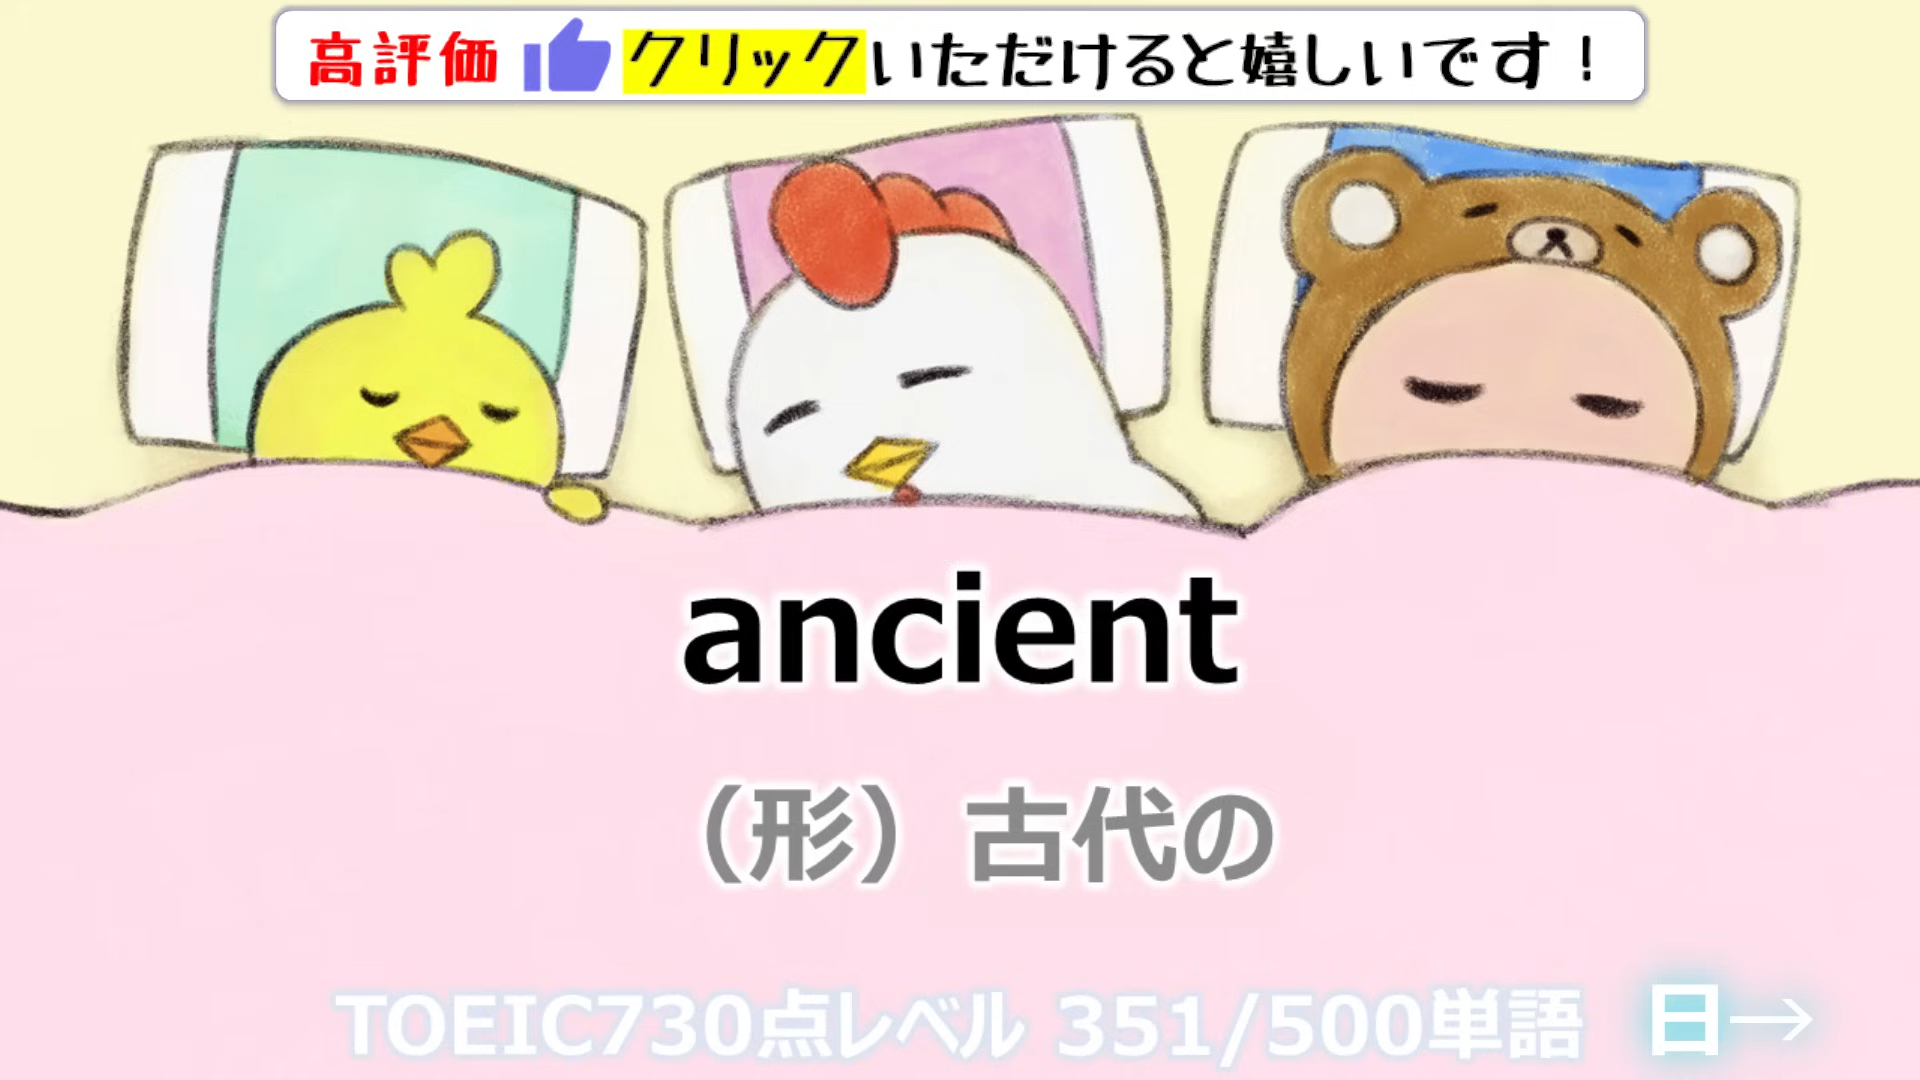 高評価 クリックいただけると嬉しいです！
ancient
（形）古代の
TOEIC730点レベル 351/500単語 日→